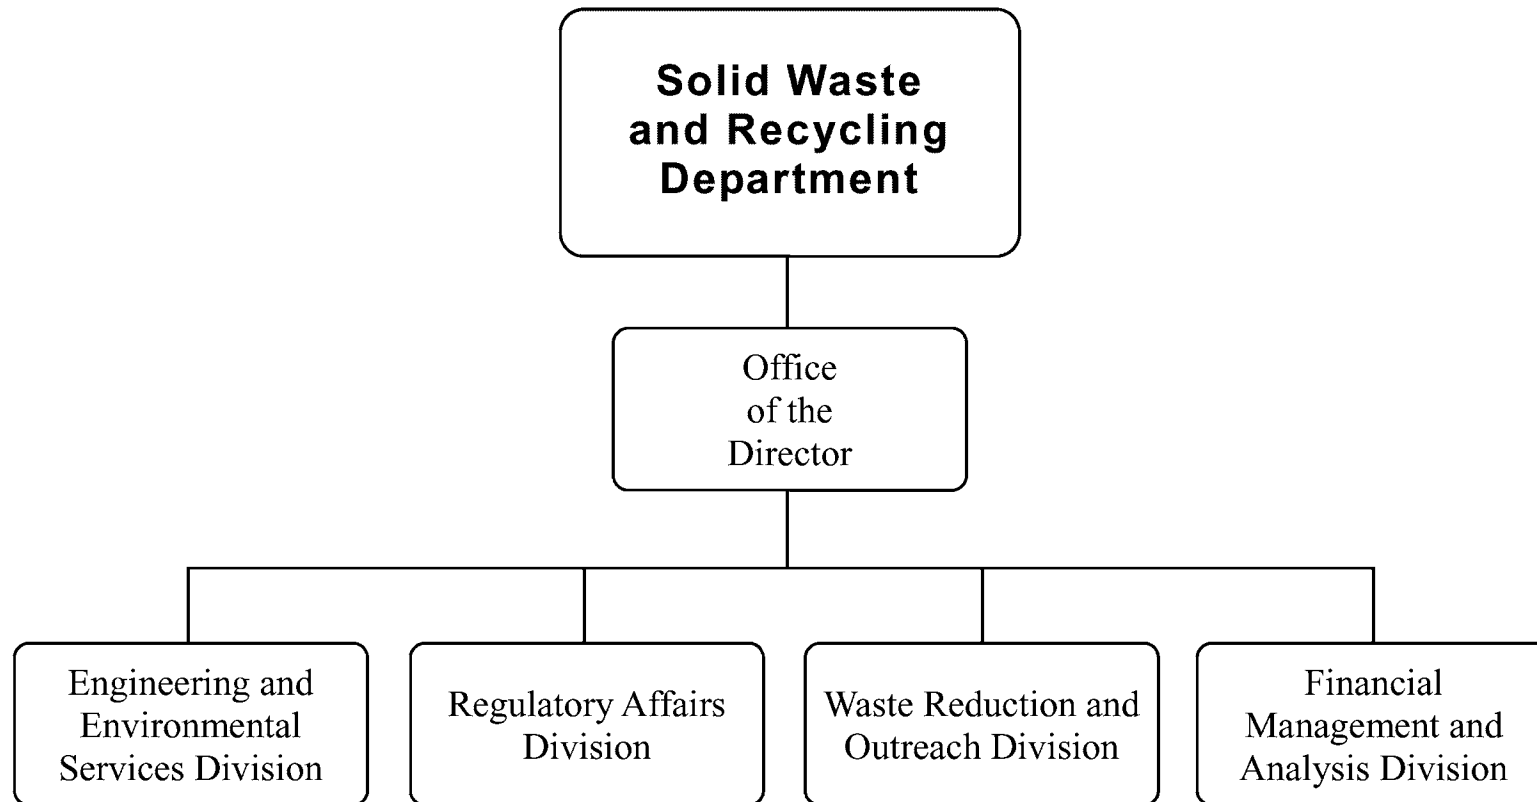 Solid Waste
and Recycling
Department
Office
of the
Director
Engineering and
Environmental
Services Division
Regulatory Affairs
Division
Waste Reduction and
Outreach Division
Financial
Management and
Analysis Division